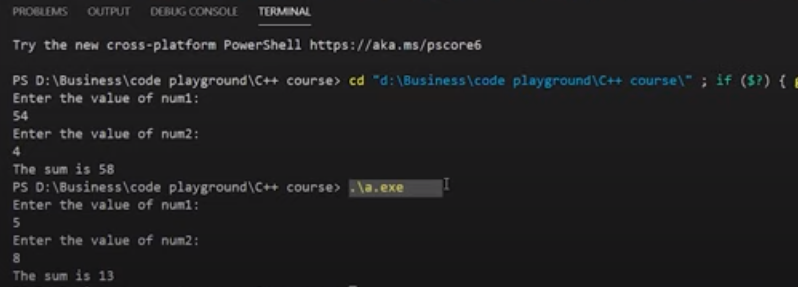 PROBLEMS OUTPUT DEBUG CONSOLE TERMINAL
Try the new cross-platform PowerShell https://aka.ms/pscore6
PS D:\Business\code playground\C++ course> cd "d:\Business\code playground\C++ course\" ; if ($?) { g
Enter the value of num1:
54
Enter the value of num2:
4
The sum is 58
PS D:\Business\code playground\C++ course> .\a.exe
Enter the value of num1:
5
Enter the value of num2:
8
The sum is 13